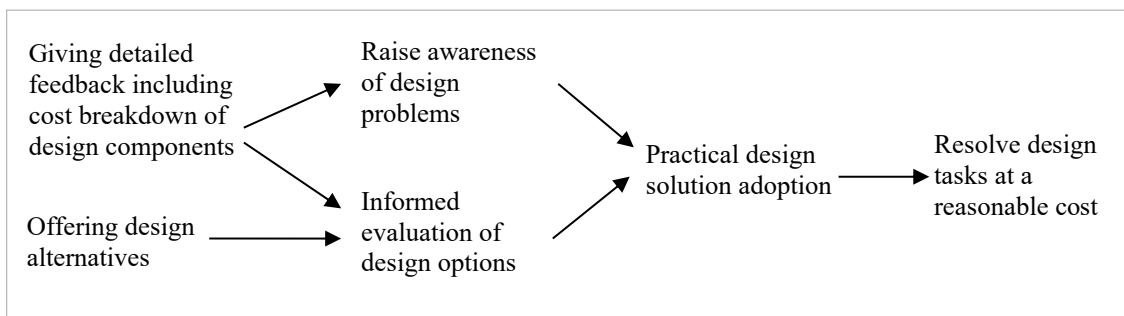 Giving detailed
feedback including
cost breakdown of
design components
Offering design
alternatives
Raise awareness
of design
problems
Informed
evaluation of
design options
Practical design
solution adoption
Resolve design
tasks at a
reasonable cost